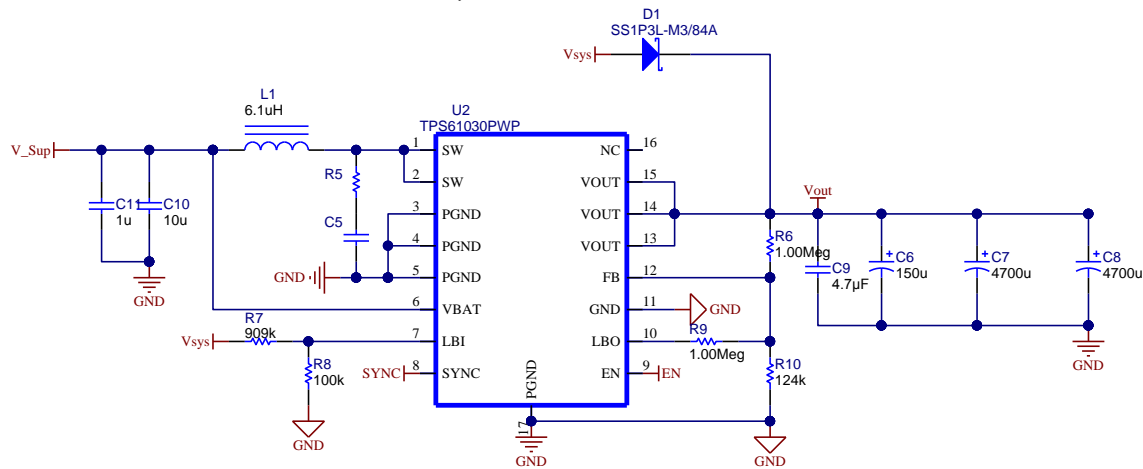 D1
SS1P3L-M3/84A
Vsys
L1
6.1uH
U2
TPS61030PWP
V_Sup
1
SW
NC
16
R5
2
SW
VOUT
15
C11
1u
C10
10u
3
PGND
VOUT
14
Vout
C5
4
PGND
VOUT
13
R6
1.00Meg
C9
4.7µF
C6
150u
C7
4700u
C8
4700u
GND
5
PGND
FB
12
GND
6
VBAT
GND
11
GND
Vsys
R7
909k
7
LBI
LBO
10
R9
1.00Meg
GND
R8
100k
SYNC
8
SYNC
EN
9
EN
R10
124k
PGND
17
GND
GND
GND